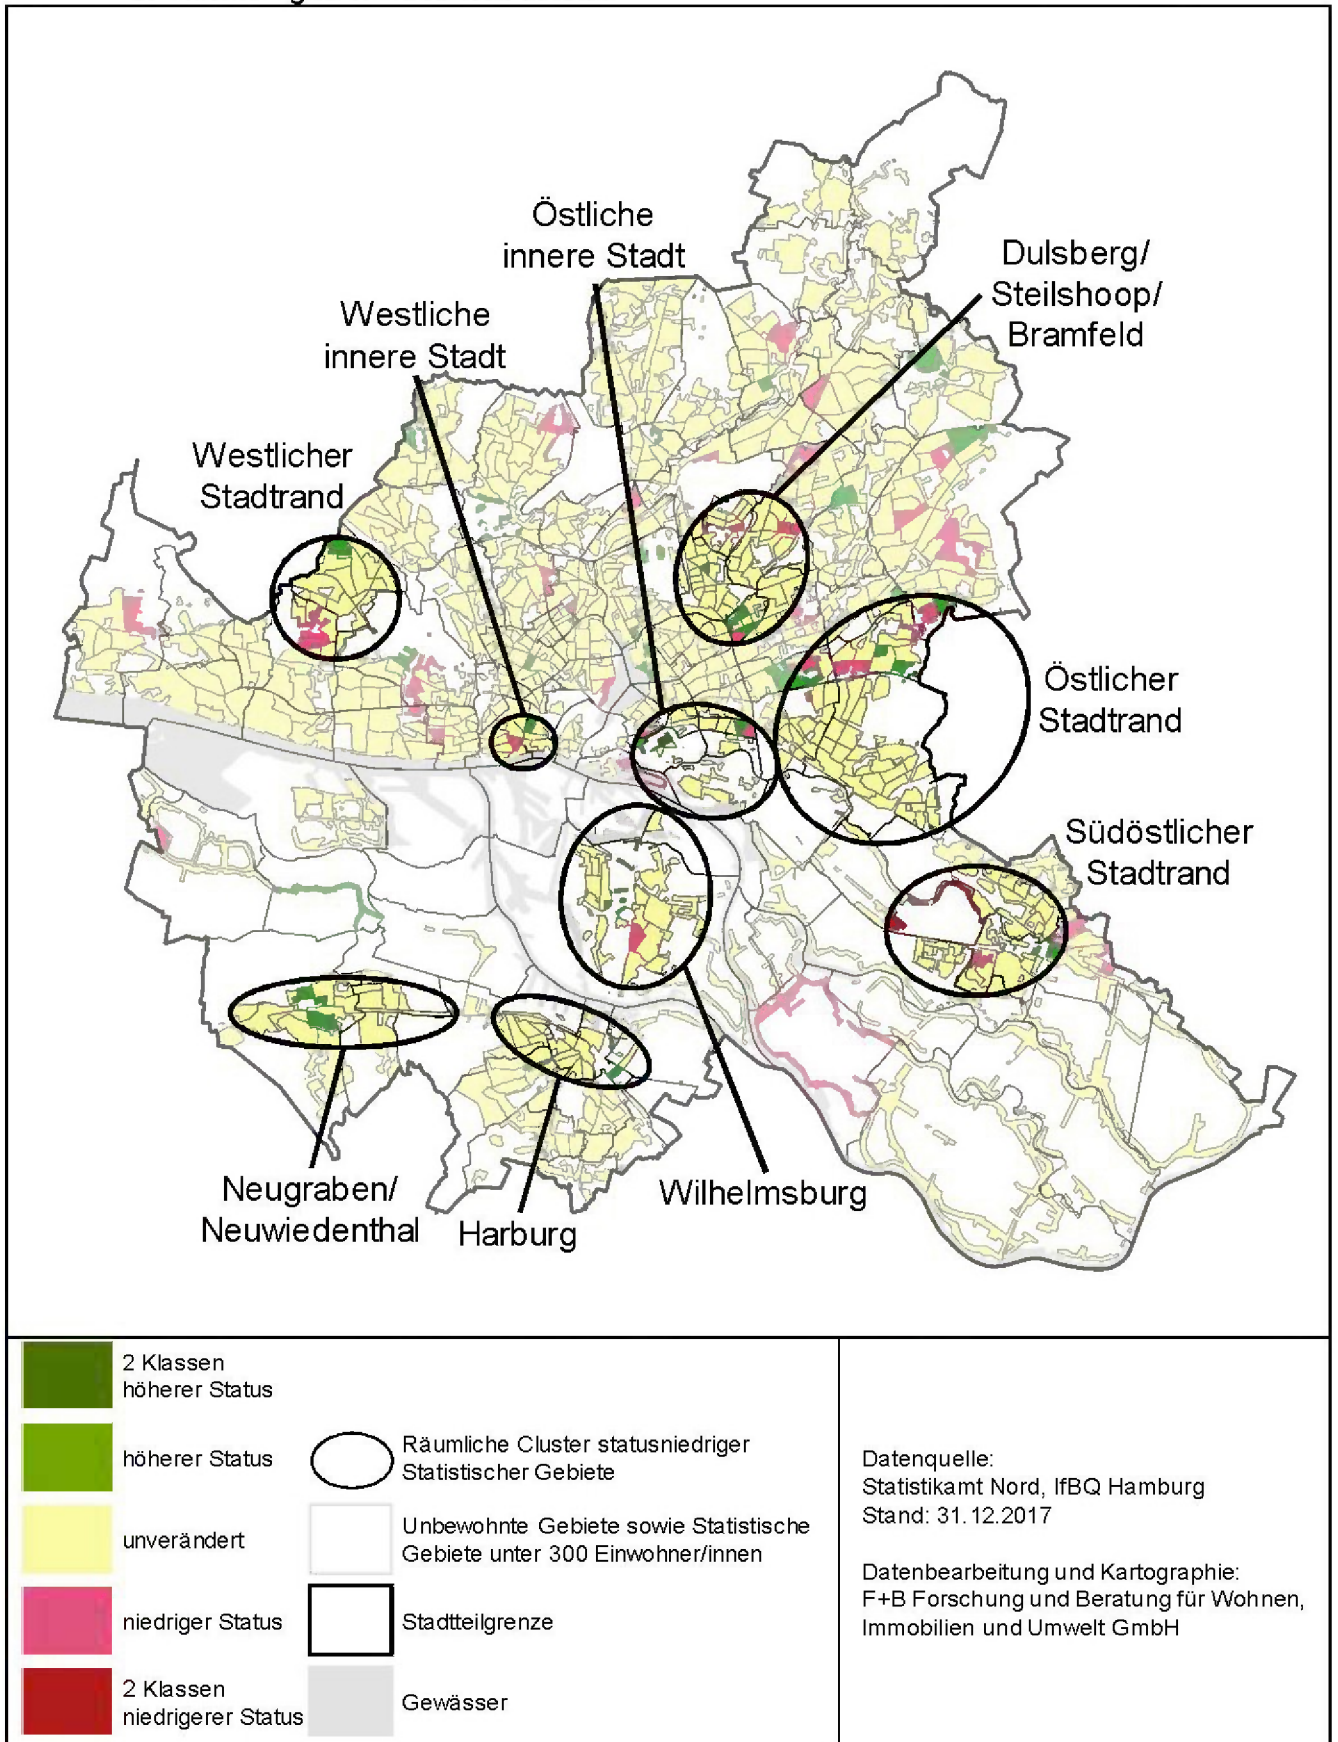 Östliche
innere Stadt
Dulsberg/
Steilshoop/
Bramfeld
Westliche
innere Stadt
Westlicher
Stadtrand
Östlicher
Stadtrand
Südöstlicher
Stadtrand
Neugraben/
Neuwiedenthal
Harburg
Wilhelmsburg
2 Klassen
höherer Status
höherer Status
unverändert
niedriger Status
2 Klassen
niedrigerer Status
Räumliche Cluster statusniedriger
Statistischer Gebiete
Unbewohnte Gebiete sowie Statistische
Gebiete unter 300 Einwohner/innen
Stadtteilgrenze
Gewässer
Datenquelle:
Statistikamt Nord, IfBQ Hamburg
Stand: 31.12.2017
Datenbearbeitung und Kartographie:
F+B Forschung und Beratung für Wohnen,
Immobilien und Umwelt GmbH